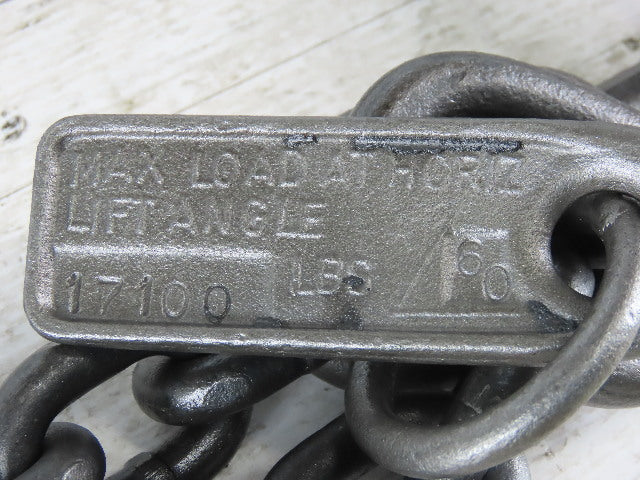 MAX LOAD AT HORIZ
LIFT ANGLE
17100 LBS 60